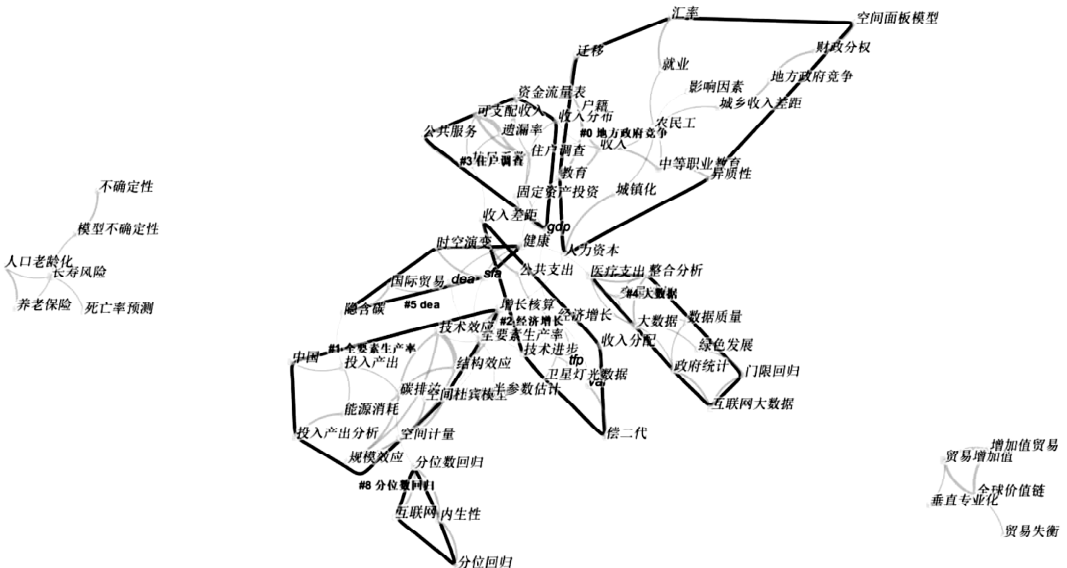 汇率
空间面板模型
迁移
财政分权
就业
地方政府竞争
影响因素
资金流量表
户籍
城乡收入差距
可支配收入
收入分布
农民工
公共服务
遗漏率
#0 地方政府竞争
住户调查
收入
#3 住户调查
中等职业教育
教育
异质性
不确定性
固定资产投资
城镇化
收入差距
模型不确定性
gdp
时空演变
健康
人力资本
人口老龄化
长寿风险
国际贸易
dea
sfa
公共支出
医疗支出
整合分析
#4 大数据
养老保险
死亡率预测
隐含碳
#5 dea
增长核算
经济增长
#2 经济增长
大数据
数据质量
技术效应
全要素生产率
收入分配
绿色发展
#1 全要素生产率
技术进步
中国
投入产出
结构效应
tfp
政府统计
门限回归
卫星灯光数据
var
碳排放
半参数估计
空间杜宾模型
互联网大数据
能源消耗
投入产出分析
空间计量
偿二代
规模效应
分位数回归
增加值贸易
贸易增加值
#8 分位数回归
全球价值链
垂直专业化
互联网
内生性
贸易失衡
分位回归